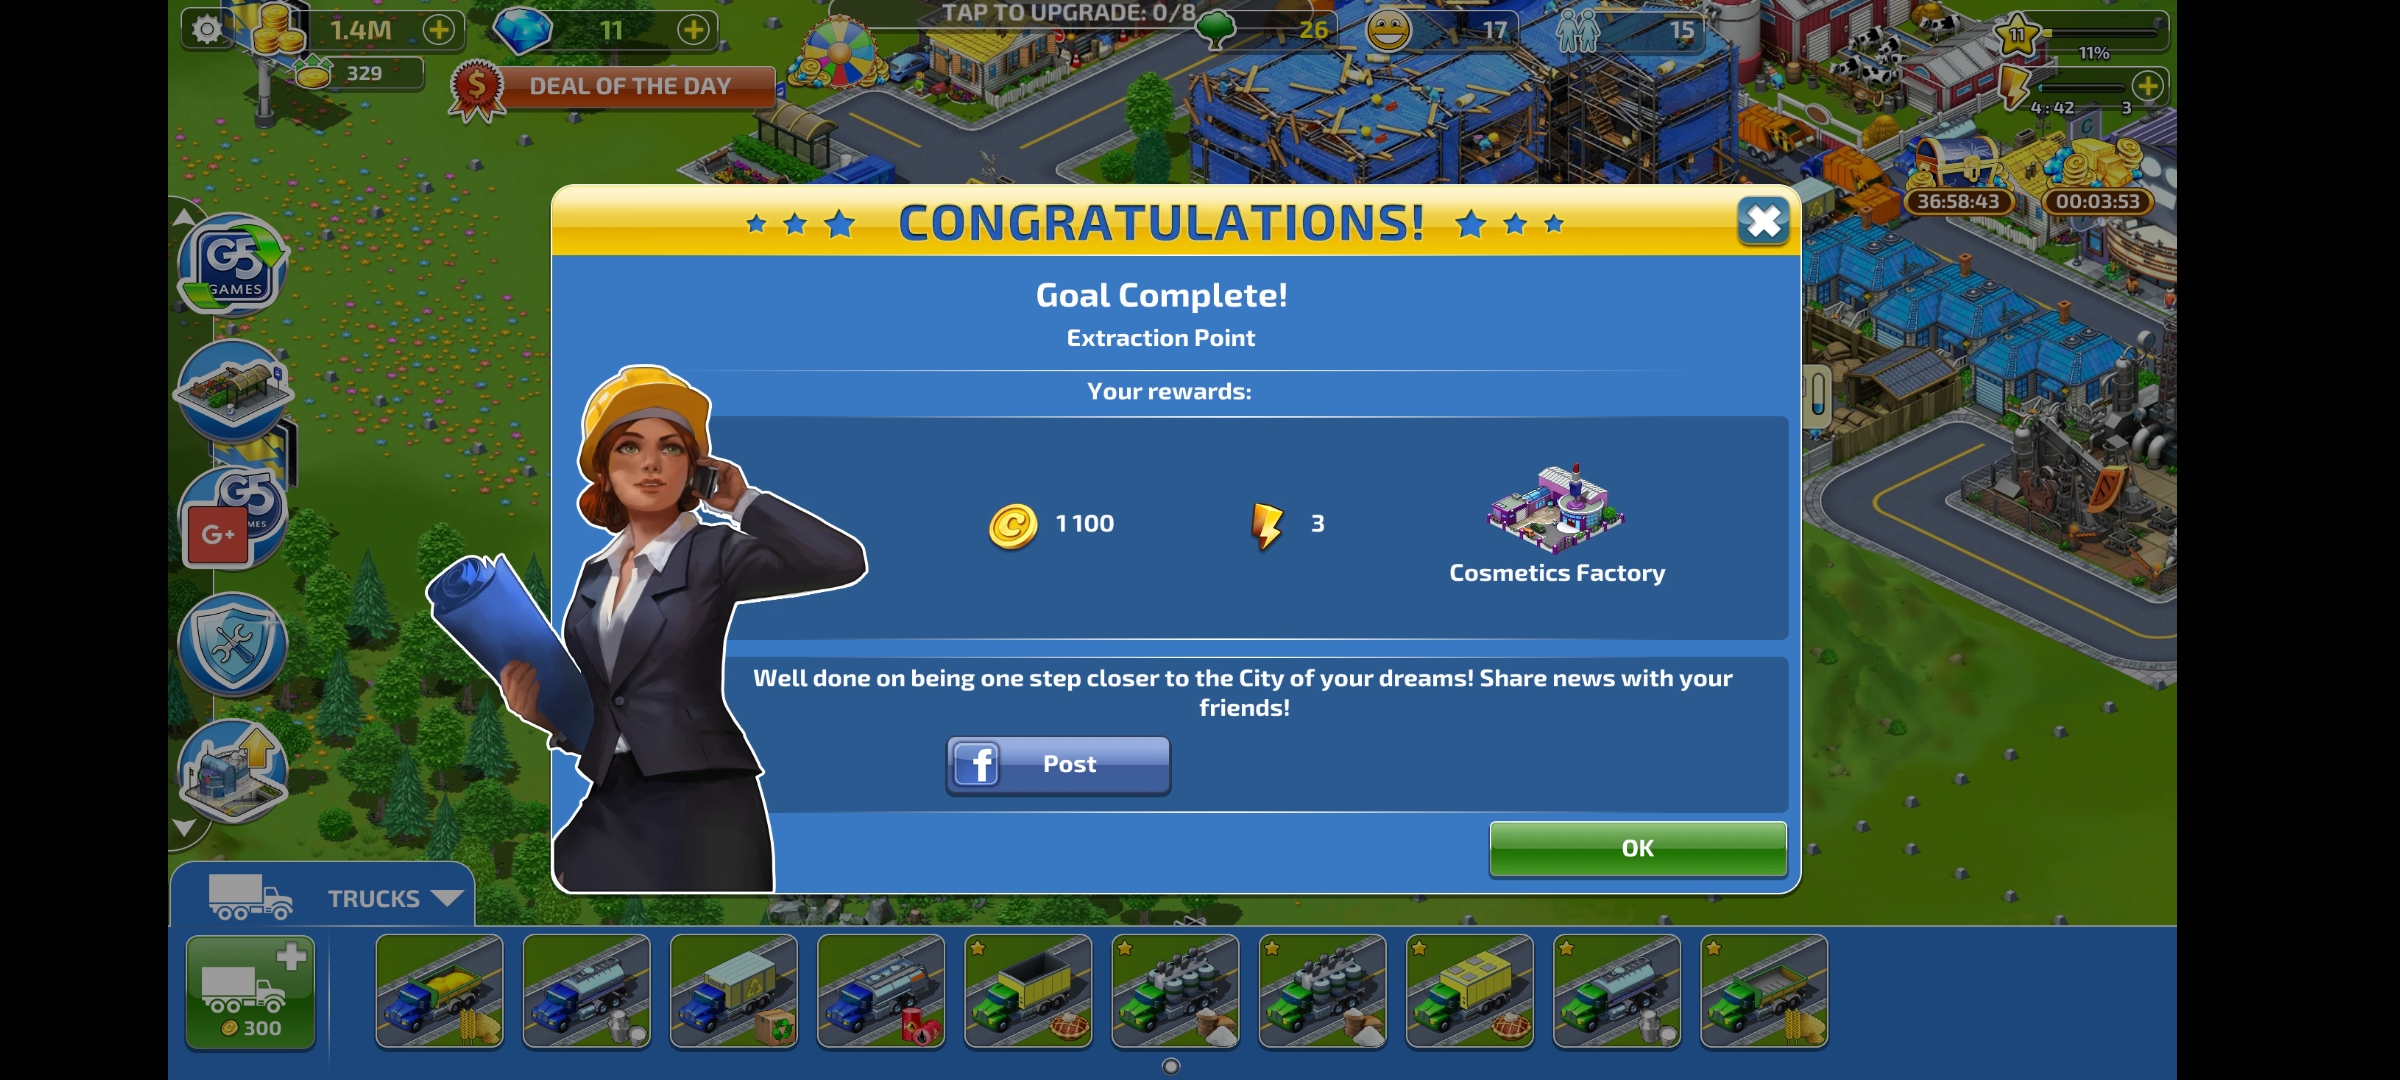 1.4M
11
TAP TO UPGRADE: 0/8
26
17
15
11
11%
329
DEAL OF THE DAY
4:42
3
C
36:58:43
00:03:53
CONGRATULATIONS!
G5
GAMES
Goal Complete!
Extraction Point
Your rewards:
G5
MES
G+
1100
3
Cosmetics Factory
Well done on being one step closer to the City of your dreams! Share news with your
friends!
f
Post
OK
TRUCKS
300